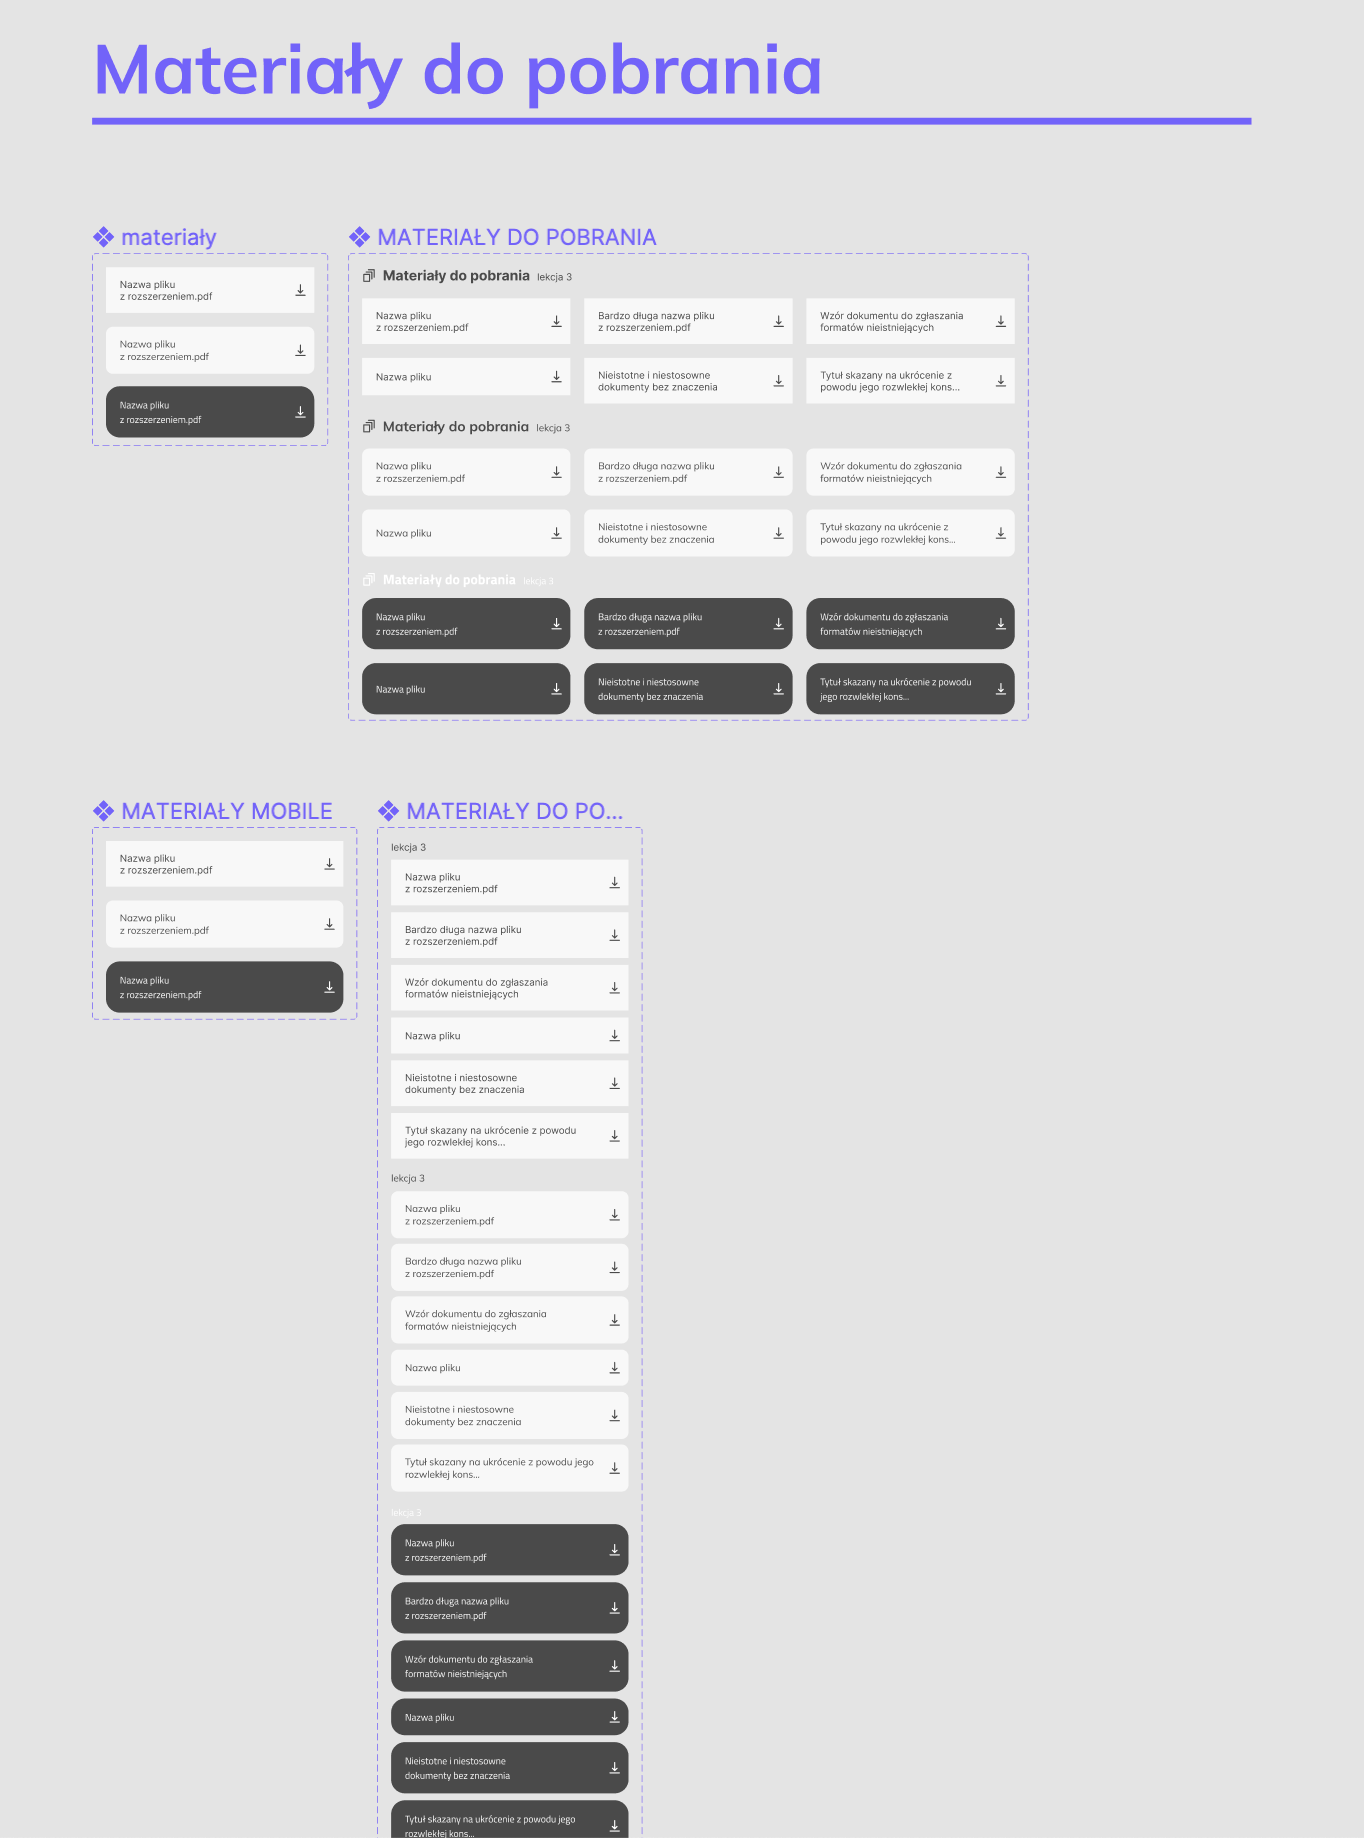 Materiały do pobrania
materiały
Nazwa pliku
z rozszerzeniem.pdf
Nazwa pliku
z rozszerzeniem.pdf
Nazwa pliku
z rozszerzeniem.pdf
MATERIAŁY DO POBRANIA
Materiały do pobrania lekcja 3
Nazwa pliku
z rozszerzeniem.pdf
Bardzo długa nazwa pliku
z rozszerzeniem.pdf
Wzór dokumentu do zgłaszania
formatów nieistniejących
Nazwa pliku
Nieistotne i niestosowne
dokumenty bez znaczenia
Tytuł skazany na ukrócenie z
powodu jego rozwlekłej kons...
Materiały do pobrania lekcja 3
Nazwa pliku
z rozszerzeniem.pdf
Bardzo długa nazwa pliku
z rozszerzeniem.pdf
Wzór dokumentu do zgłaszania
formatów nieistniejących
Nazwa pliku
Nieistotne i niestosowne
dokumenty bez znaczenia
Tytuł skazany na ukrócenie z
powodu jego rozwlekłej kons...
Materiały do pobrania lekcja 3
Nazwa pliku
z rozszerzeniem.pdf
Bardzo długa nazwa pliku
z rozszerzeniem.pdf
Wzór dokumentu do zgłaszania
formatów nieistniejących
Nazwa pliku
Nieistotne i niestosowne
dokumenty bez znaczenia
Tytuł skazany na ukrócenie z powodu
jego rozwlekłej kons...
MATERIAŁY MOBILE
Nazwa pliku
z rozszerzeniem.pdf
Nazwa pliku
z rozszerzeniem.pdf
Nazwa pliku
z rozszerzeniem.pdf
MATERIAŁY DO PO...
lekcja 3
Nazwa pliku
z rozszerzeniem.pdf
Bardzo długa nazwa pliku
z rozszerzeniem.pdf
Wzór dokumentu do zgłaszania
formatów nieistniejących
Nazwa pliku
Nieistotne i niestosowne
dokumenty bez znaczenia
Tytuł skazany na ukrócenie z powodu
jego rozwlekłej kons...
lekcja 3
Nazwa pliku
z rozszerzeniem.pdf
Bardzo długa nazwa pliku
z rozszerzeniem.pdf
Wzór dokumentu do zgłaszania
formatów nieistniejących
Nazwa pliku
Nieistotne i niestosowne
dokumenty bez znaczenia
Tytuł skazany na ukrócenie z powodu jego
rozwlekłej kons...
lekcja 3
Nazwa pliku
z rozszerzeniem.pdf
Bardzo długa nazwa pliku
z rozszerzeniem.pdf
Wzór dokumentu do zgłaszania
formatów nieistniejących
Nazwa pliku
Nieistotne i niestosowne
dokumenty bez znaczenia
Tytuł skazany na ukrócenie z powodu jego
rozwlekłej kons...